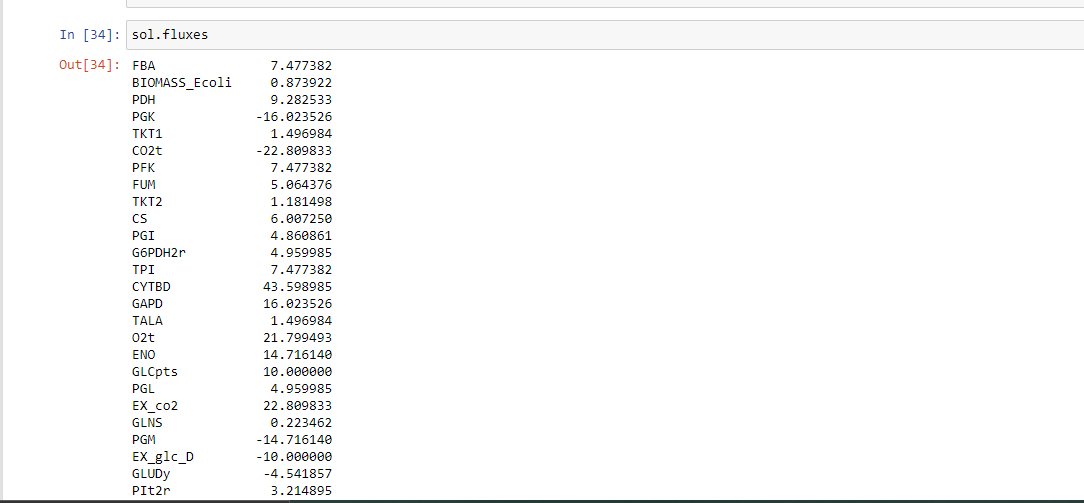 In [34]: sol.fluxes
Out[34]: FBA 7.477382
BIOMASS_Ecoli 0.873922
PDH 9.282533
PGK -16.023526
TKT1 1.496984
CO2t -22.809833
PFK 7.477382
FUM 5.064376
TKT2 1.181498
CS 6.007250
PGI 4.860861
G6PDH2r 4.959985
TPI 7.477382
CYTBD 43.598985
GAPD 16.023526
TALA 1.496984
O2t 21.799493
ENO 14.716140
GLCpts 10.000000
PGL 4.959985
EX_co2 22.809833
GLNS 0.223462
PGM -14.716140
EX_glc_D -10.000000
GLUDy -4.541857
PIt2r 3.214895